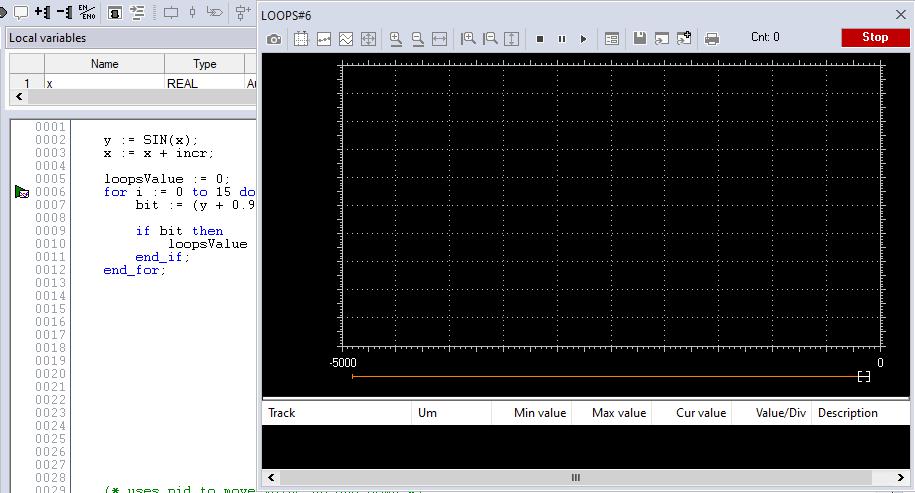 LOOPS#6
EN/
ENO
Local variables
Cnt: 0
Stop
Name Type
1 x REAL
0001
0002 y := SIN(x);
0003 x := x + incr;
0004
0005 loopsValue := 0;
0006 for i := 0 to 15 do
0007 bit := (y + 0.9
0008
0009 if bit then
0010 loopsValue
0011 end_if;
0012 end_for;
0013
0014
0015
0016
0017
0018
0019
0020
0021
0022
0023
0024
0025
0026
0027
0028
0029
-5000 0
Track Um Min value Max value Cur value Value/Div Description
(* uses pid to move